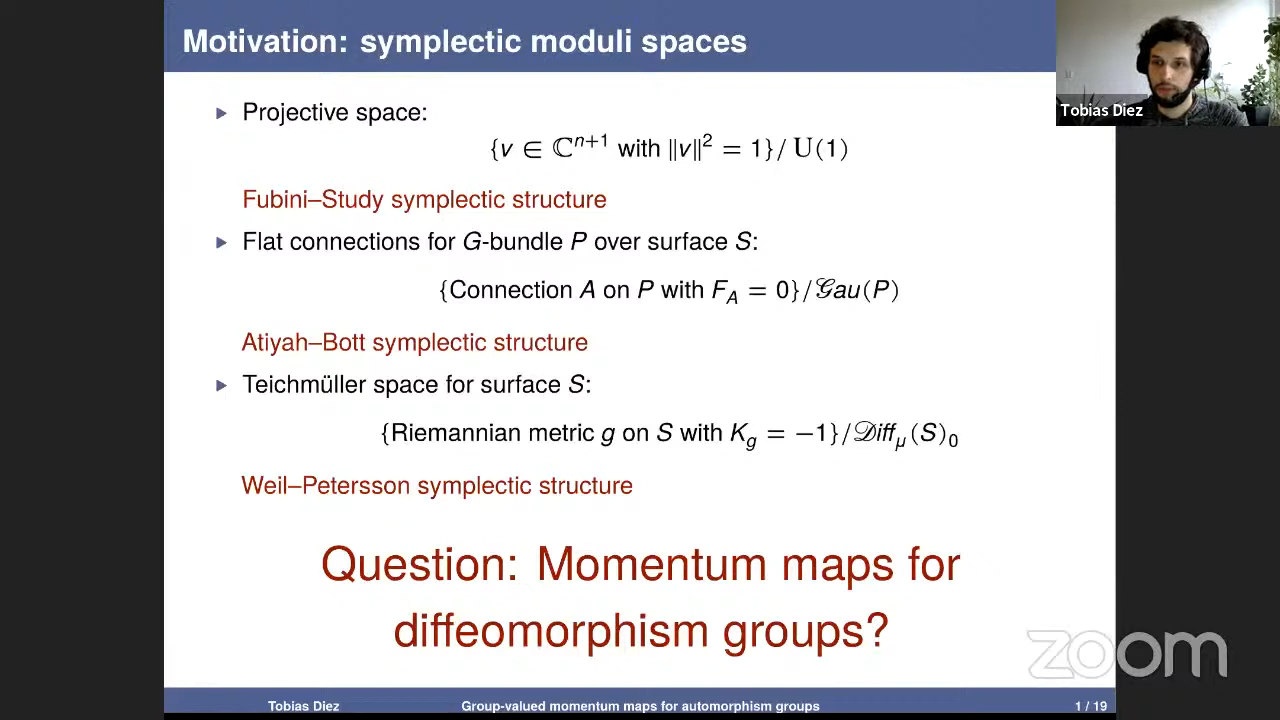 Motivation: symplectic moduli spaces
Tobias Diez
▶ Projective space:
{v ∈ ℂⁿ⁺¹ with ‖v‖² = 1}/ U(1)
Fubini–Study symplectic structure
▶ Flat connections for G-bundle P over surface S:
{Connection A on P with F_A = 0}/𝒢au(P)
Atiyah–Bott symplectic structure
▶ Teichmüller space for surface S:
{Riemannian metric g on S with K_g = −1}/𝒟iff_μ(S)₀
Weil–Petersson symplectic structure
Question: Momentum maps for
diffeomorphism groups?
zoom
Tobias Diez Group-valued momentum maps for automorphism groups 1 / 19